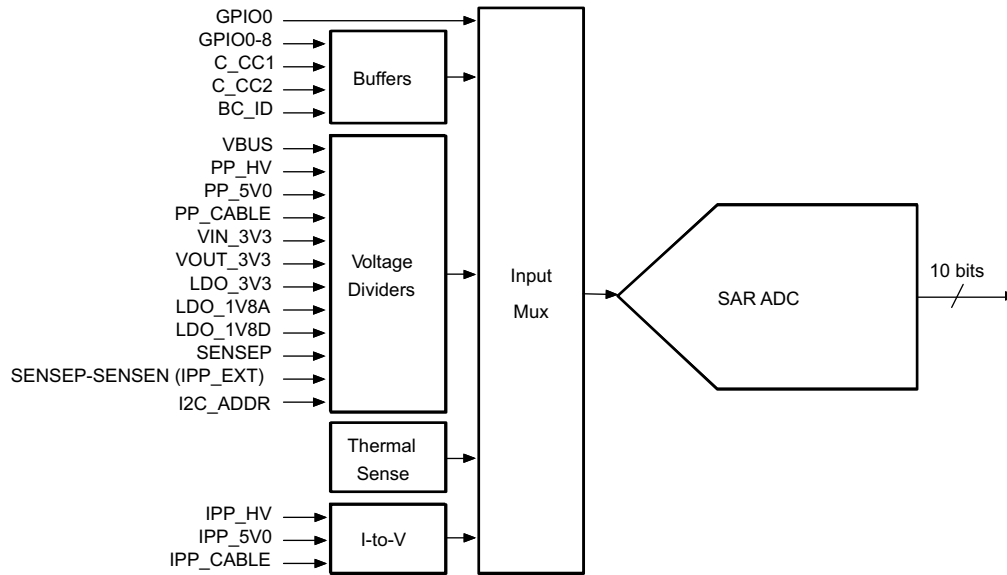 GPIO0
GPIO0-8
C_CC1
C_CC2
BC_ID
Buffers
VBUS
PP_HV
PP_5V0
PP_CABLE
VIN_3V3
VOUT_3V3
LDO_3V3
LDO_1V8A
LDO_1V8D
SENSEP
SENSEP-SENSEN (IPP_EXT)
I2C_ADDR
Voltage
Dividers
Thermal
Sense
IPP_HV
IPP_5V0
IPP_CABLE
I-to-V
Input
Mux
SAR ADC
10 bits